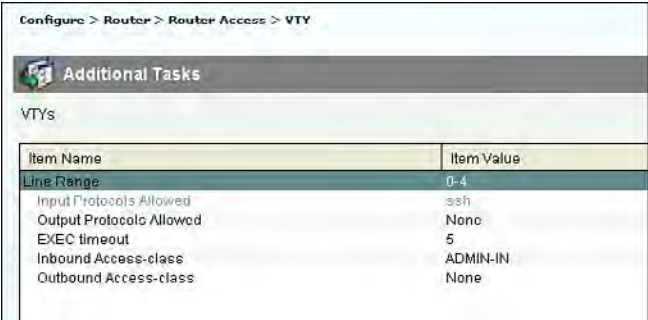 Configure > Router > Router Access > VTY
Additional Tasks
VTYs
Item Name Item Value
Line Range 0-4
Input Protocols Allowed ssh
Output Protocols Allowed None
EXEC timeout 5
Inbound Access-class ADMIN-IN
Outbound Access-class None